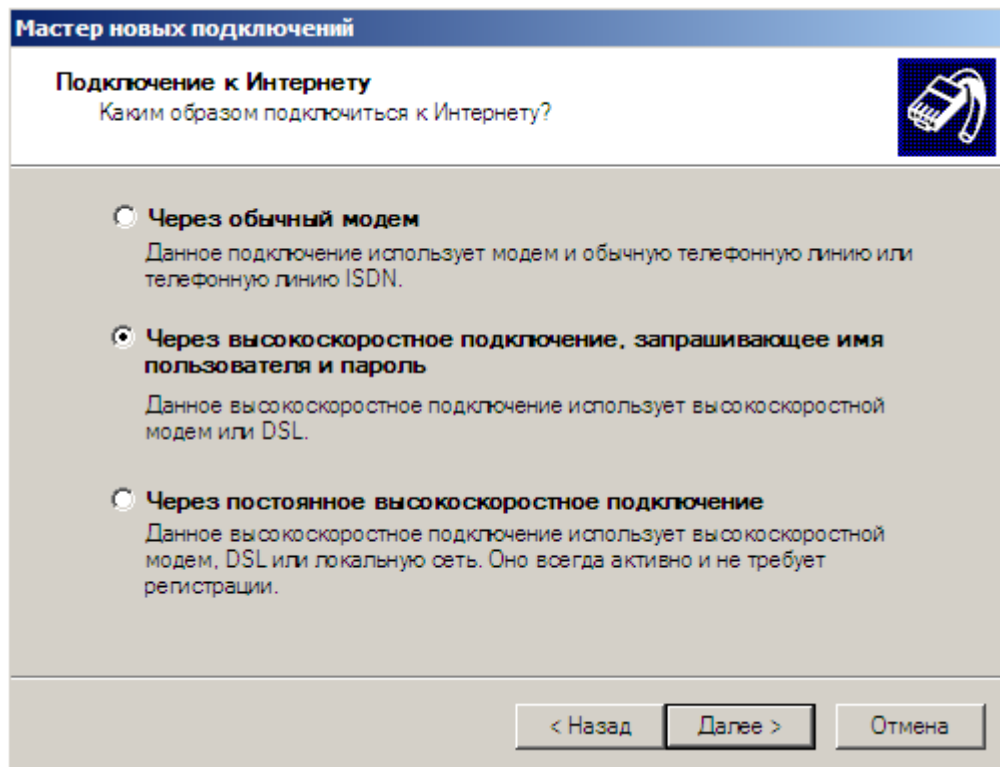 Мастер новых подключений
Подключение к Интернету
Каким образом подключиться к Интернету?
Через обычный модем
Данное подключение использует модем и обычную телефонную линию или
телефонную линию ISDN.
Через высокоскоростное подключение, запрашивающее имя
пользователя и пароль
Данное высокоскоростное подключение использует высокоскоростной
модем или DSL.
Через постоянное высокоскоростное подключение
Данное высокоскоростное подключение использует высокоскоростной
модем, DSL или локальную сеть. Оно всегда активно и не требует
регистрации.
< Назад Далее > Отмена